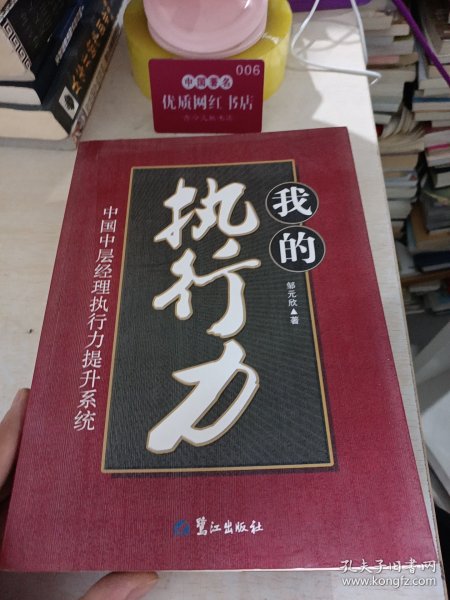 006
中国著名
优质网红书店
我的
执行力
中国中层经理执行力提升系统
邹元欣▲著
鹭江出版社
孔夫子旧书网
www.kongfz.com